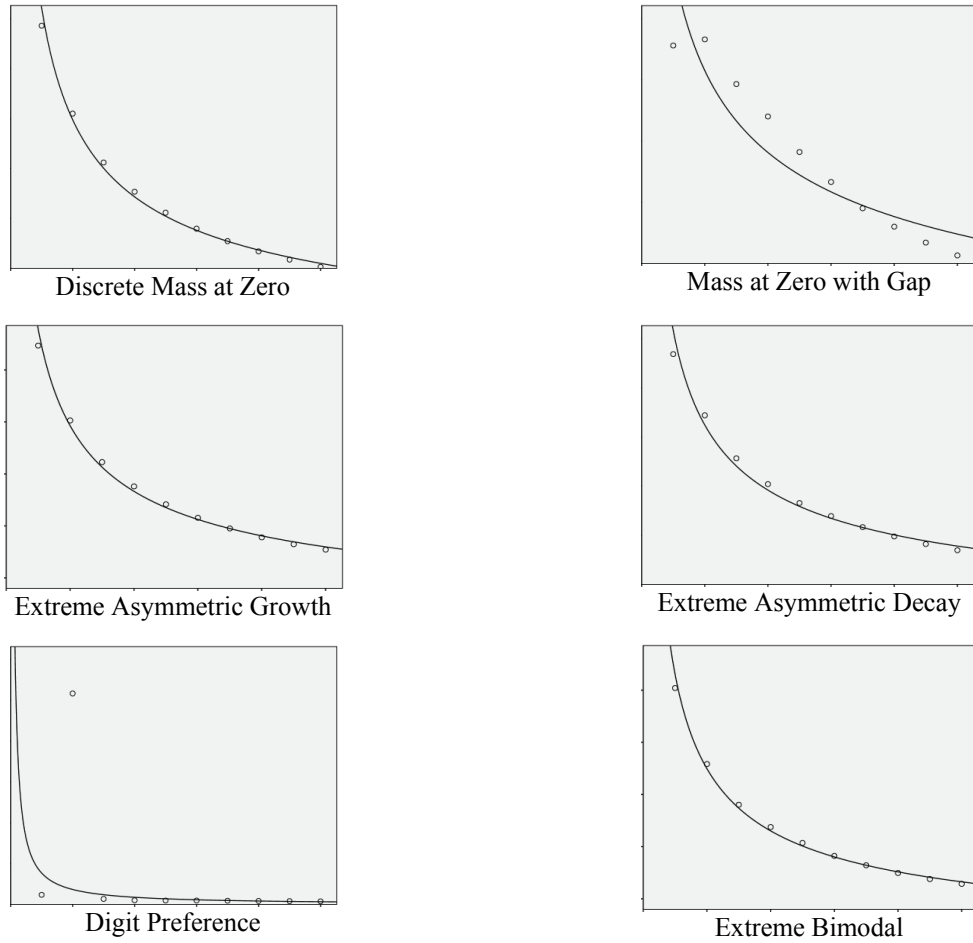 Discrete Mass at Zero
Mass at Zero with Gap
Extreme Asymmetric Growth
Extreme Asymmetric Decay
Digit Preference
Extreme Bimodal